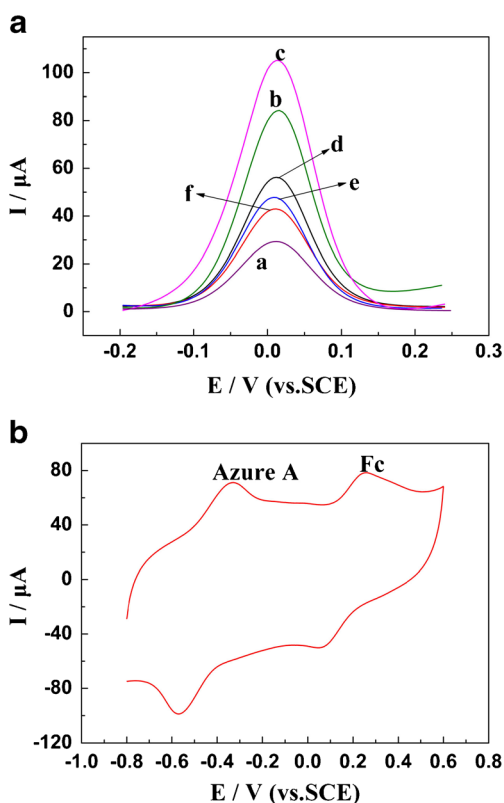 a
100
80
60
40
20
0
I / μA
c
b
d
f
e
a
-0.2 -0.1 0.0 0.1 0.2 0.3
E / V (vs.SCE)
b
80
40
0
-40
-80
-120
I / μA
Azure A
Fc
-1.0 -0.8 -0.6 -0.4 -0.2 0.0 0.2 0.4 0.6 0.8
E / V (vs.SCE)